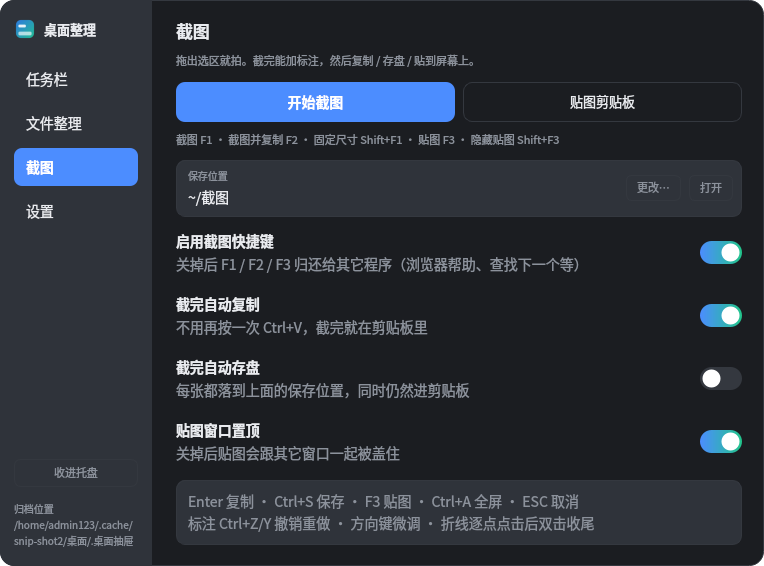 桌面整理
任务栏
文件整理
截图
设置
收进托盘
归档位置
/home/admin123/.cache/
snip-shot2/桌面/.桌面抽屉
截图
拖出选区就拍。截完能加标注，然后复制 / 存盘 / 贴到屏幕上。
开始截图
贴图剪贴板
截图 F1 · 截图并复制 F2 · 固定尺寸 Shift+F1 · 贴图 F3 · 隐藏贴图 Shift+F3
保存位置
~/截图
更改…
打开
启用截图快捷键
关掉后 F1 / F2 / F3 归还给其它程序（浏览器帮助、查找下一个等）
截完自动复制
不用再按一次 Ctrl+V，截完就在剪贴板里
截完自动存盘
每张都落到上面的保存位置，同时仍然进剪贴板
贴图窗口置顶
关掉后贴图会跟其它窗口一起被盖住
Enter 复制 · Ctrl+S 保存 · F3 贴图 · Ctrl+A 全屏 · ESC 取消
标注 Ctrl+Z/Y 撤销重做 · 方向键微调 · 折线逐点点击后双击收尾